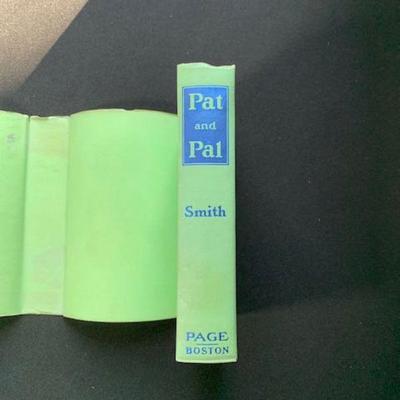 Pat
and
Pal
Smith
PAGE
BOSTON